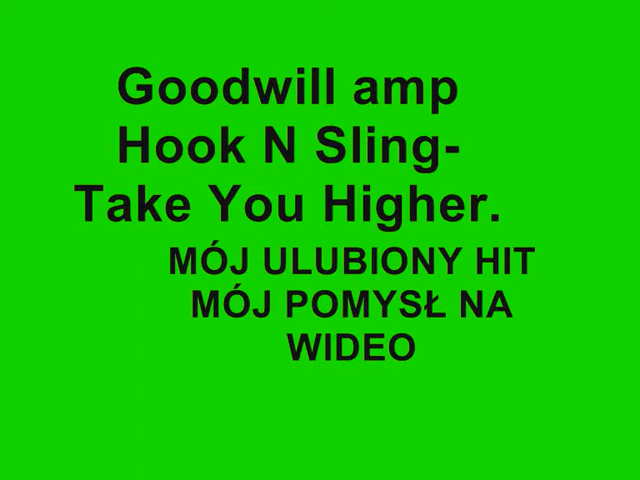 Goodwill amp
Hook N Sling-
Take You Higher.
MÓJ ULUBIONY HIT
MÓJ POMYSŁ NA
WIDEO